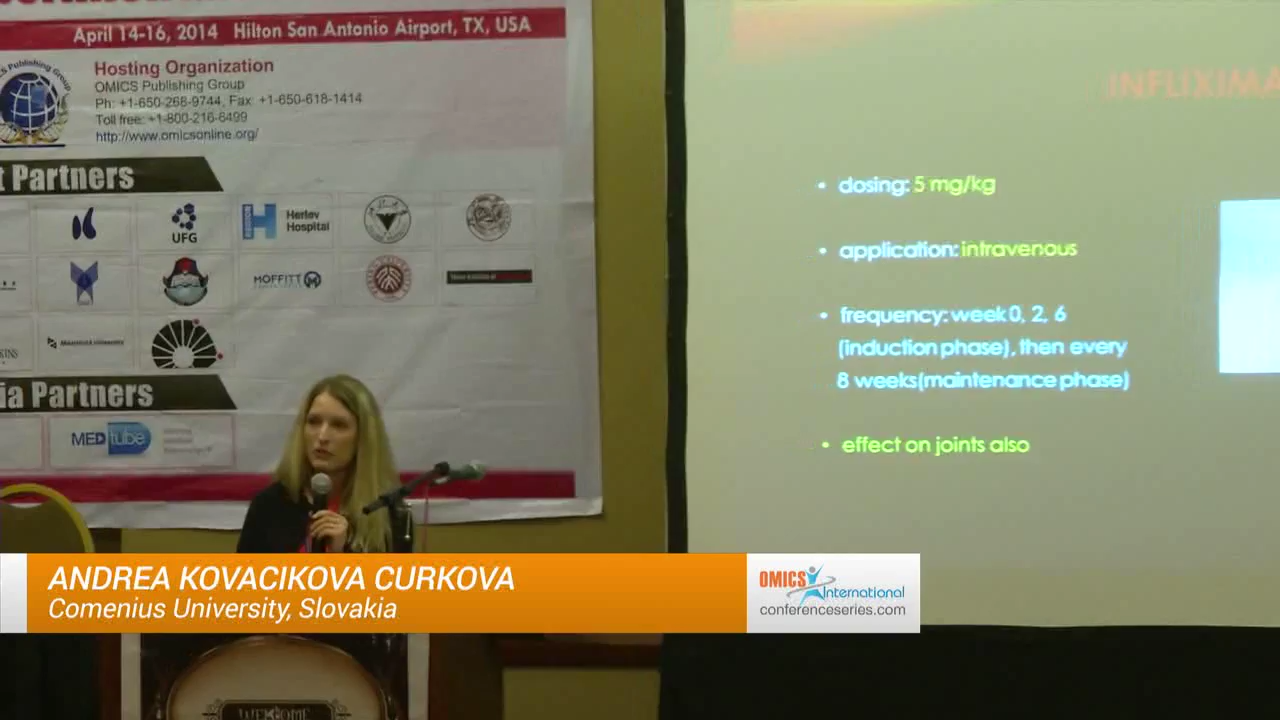 April 14-16, 2014 Hilton San Antonio Airport, TX, USA
Hosting Organization
OMICS Publishing Group
Ph: +1-650-268-9744, Fax: +1-650-618-1414
Toll free: +1-800-216-6499
http://www.omicsonline.org/
Partners
UFG
Herlev
Hospital
MOFFITT
Partners
MEDtube
INFLIXIMA
• dosing: 5 mg/kg
• application: intravenous
• frequency: week 0, 2, 6
(induction phase), then every
8 weeks(maintenance phase)
• effect on joints also
ANDREA KOVACIKOVA CURKOVA
Comenius University, Slovakia
OMICS International
conferenceseries.com
WELCOME